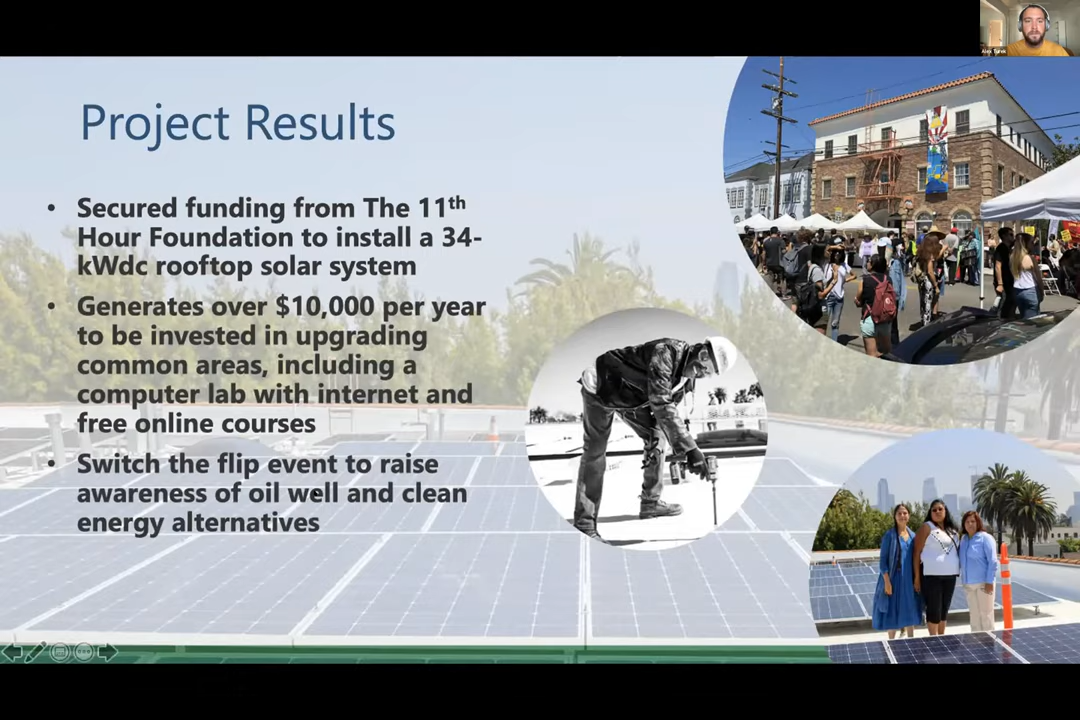 Project Results
• Secured funding from The 11th
Hour Foundation to install a 34-
kWdc rooftop solar system
• Generates over $10,000 per year
to be invested in upgrading
common areas, including a
computer lab with internet and
free online courses
• Switch the flip event to raise
awareness of oil well and clean
energy alternatives